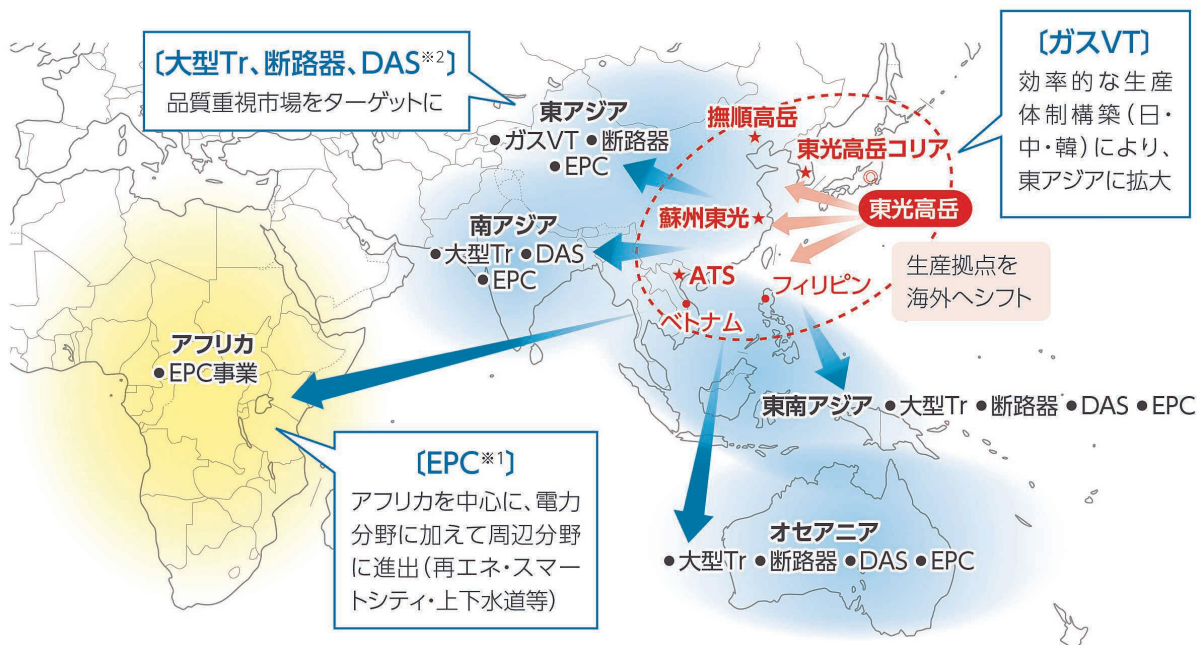 〔大型Tr、断路器、DAS※2〕
品質重視市場をターゲットに
〔ガスVT〕
効率的な生産
体制構築(日・
中・韓)により、
東アジアに拡大
東アジア
●ガスVT ●断路器
●EPC
撫順高岳
★
東光高岳コリア
★
東光高岳
蘇州東光★
南アジア
●大型Tr ●DAS
●EPC
★ATS
ベトナム
フィリピン
生産拠点を
海外へシフト
アフリカ
●EPC事業
東南アジア ●大型Tr ●断路器 ●DAS ●EPC
〔EPC※1〕
アフリカを中心に、電力
分野に加えて周辺分野
に進出(再エネ・スマー
トシティ・上下水道等)
オセアニア
●大型Tr ●断路器 ●DAS ●EPC